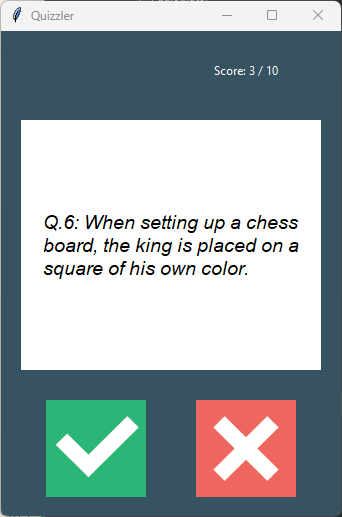 Quizzler
Score: 3 / 10
Q.6: When setting up a chess
board, the king is placed on a
square of his own color.